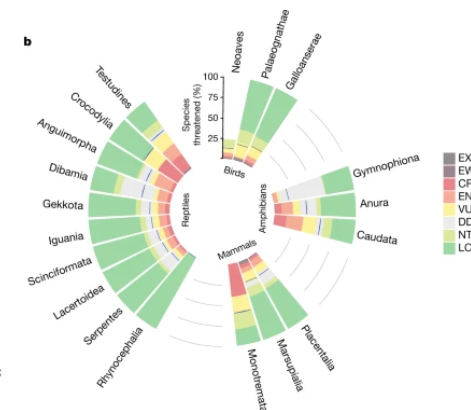 b
Neoaves
Palaeognathae
Galloanserae
100
75
50
25
Species
threatened (%)
Birds
Testudines
Crocodylia
Anguimorpha
Dibamia
Gekkota
Iguania
Scinciformata
Lacertoidea
Serpentes
Rhynocephalia
Reptiles
Amphibians
Gymnophiona
Anura
Caudata
Mammals
Monotremata
Marsupialia
Placentalia
EX
EW
CR
EN
VU
DD
NT
LC